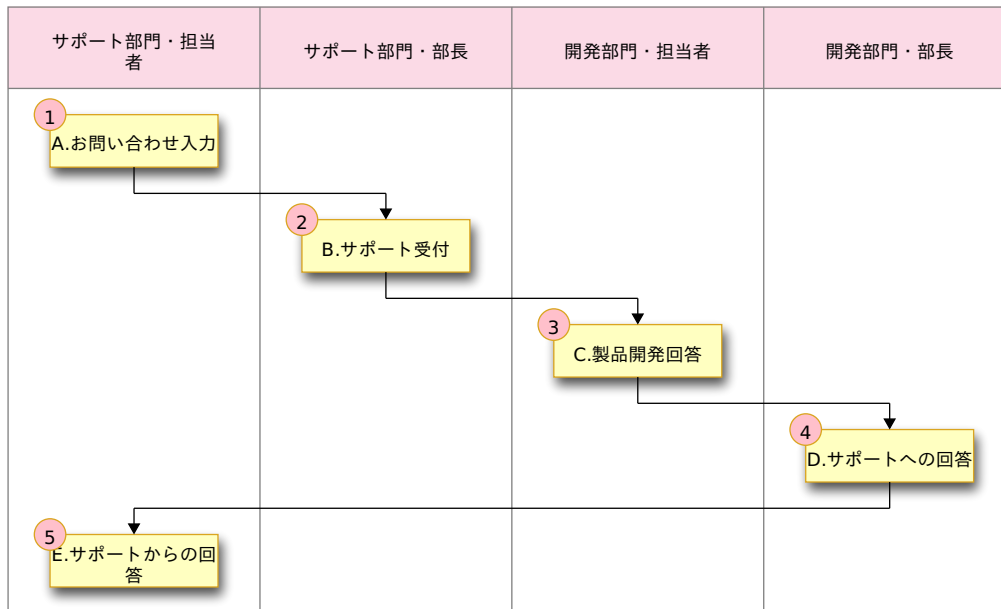 サポート部門・担当
者
サポート部門・部長
開発部門・担当者
開発部門・部長
1
A.お問い合わせ入力
2
B.サポート受付
3
C.製品開発回答
4
D.サポートへの回答
5
E.サポートからの回
答